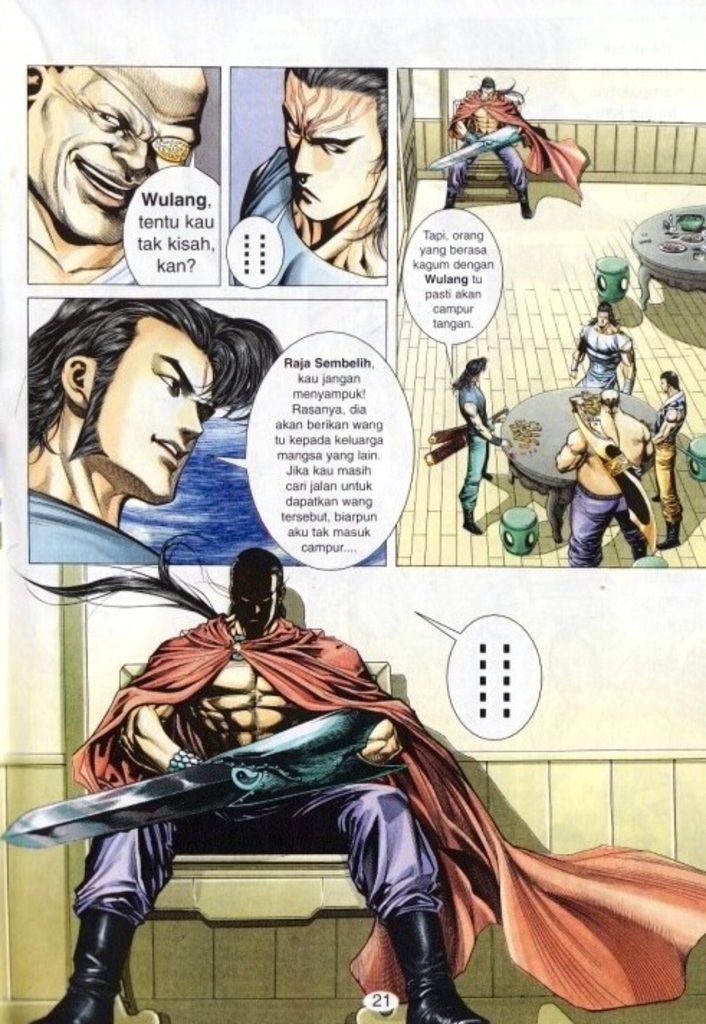 Wulang,
tentu kau
tak kisah,
kan?
Raja Sembelih,
kau jangan
menyampuk!
Rasanya, dia
akan berikan wang
tu kepada keluarga
mangsa yang lain.
Jika kau masih
cari jalan untuk
dapatkan wang
tersebut, biarpun
aku tak masuk
campur....
Tapi, orang
yang berasa
kagum dengan
Wulang tu
pasti akan
campur
tangan.
21